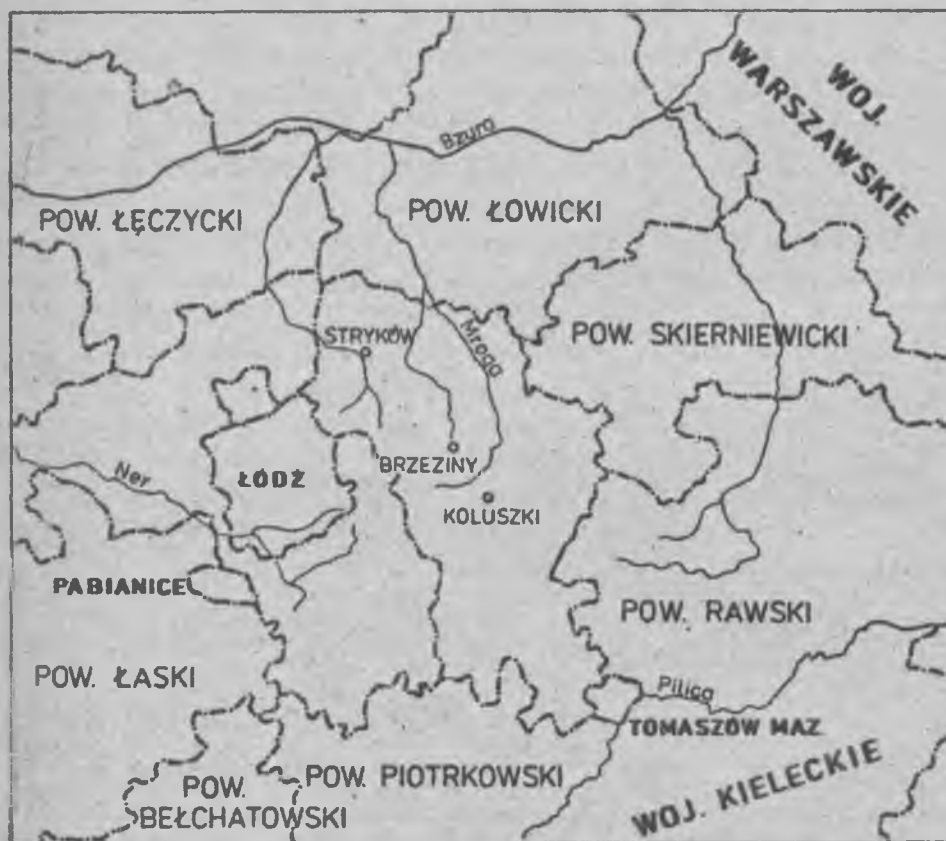 WOJ.
WARSZAWSKIE
Bzura
POW. ŁĘCZYCKI
POW. ŁOWICKI
STRYKÓW
Mroga
POW. SKIERNIEWICKI
BRZEZINY
Ner
ŁÓDŹ
KOLUSZKI
PABIANICE
POW. RAWSKI
POW. ŁASKI
Pilica
TOMASZÓW MAZ
POW. PIOTRKOWSKI
POW.
BEŁCHATOWSKI
WOJ. KIELECKIE